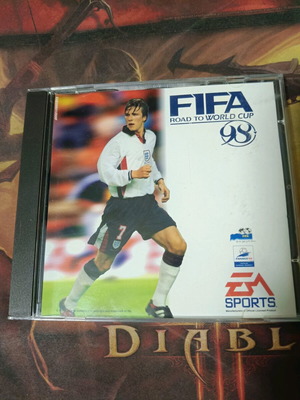 FIFA
ROAD TO WORLD CUP
98
7
EA
SPORTS
DIABL